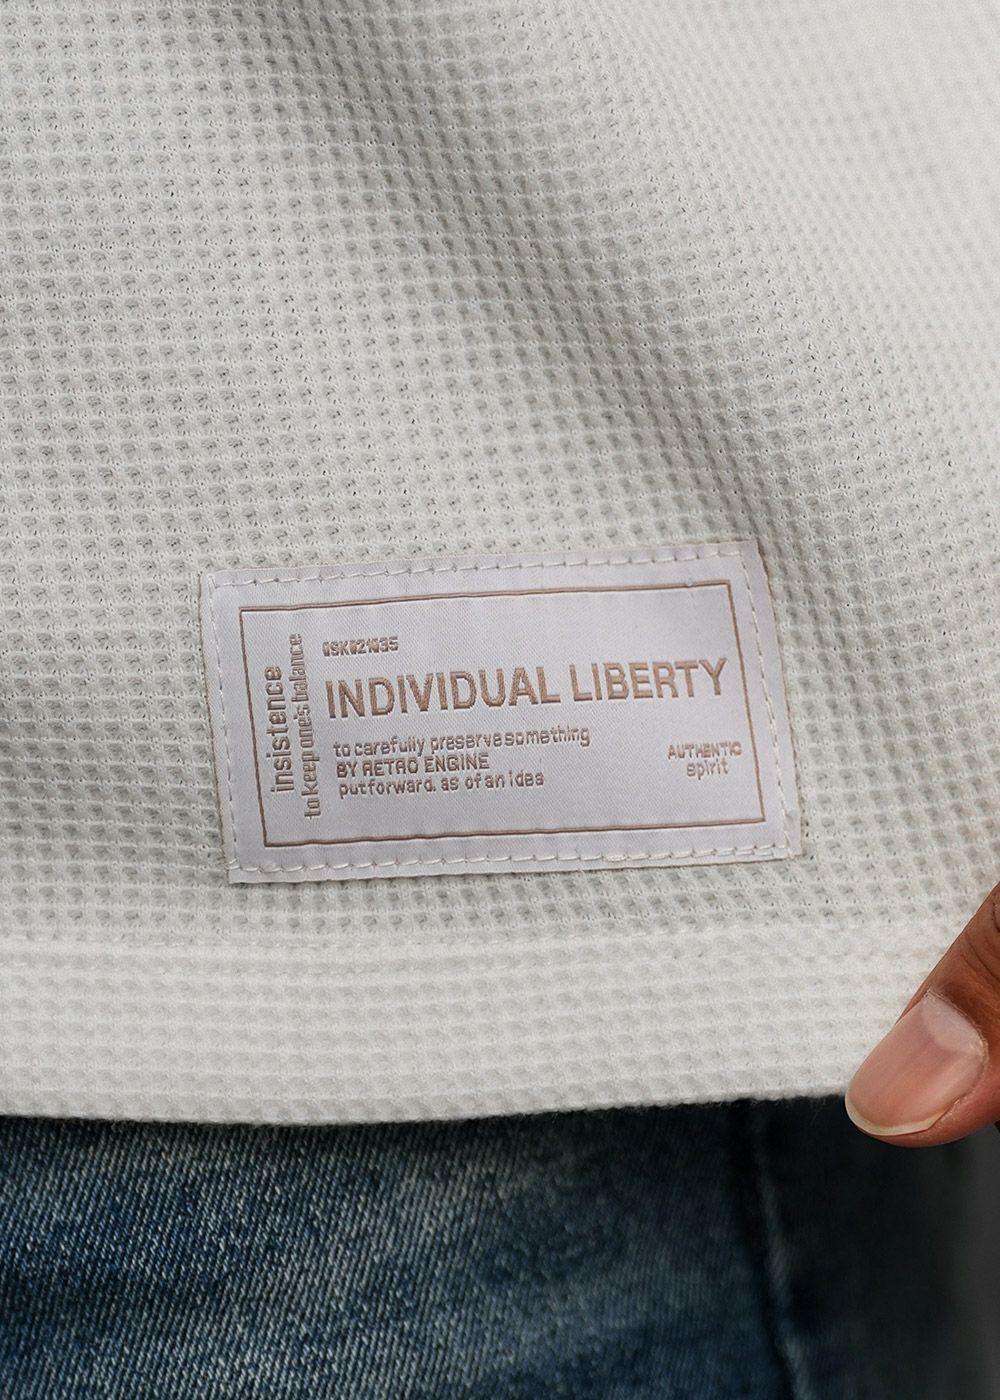 insistence
to keep one's balance
INDIVIDUAL LIBERTY
to carefully preserve something
BY RETRO ENGINE
putforward. as of an idea
AUTHENTIC
spirit